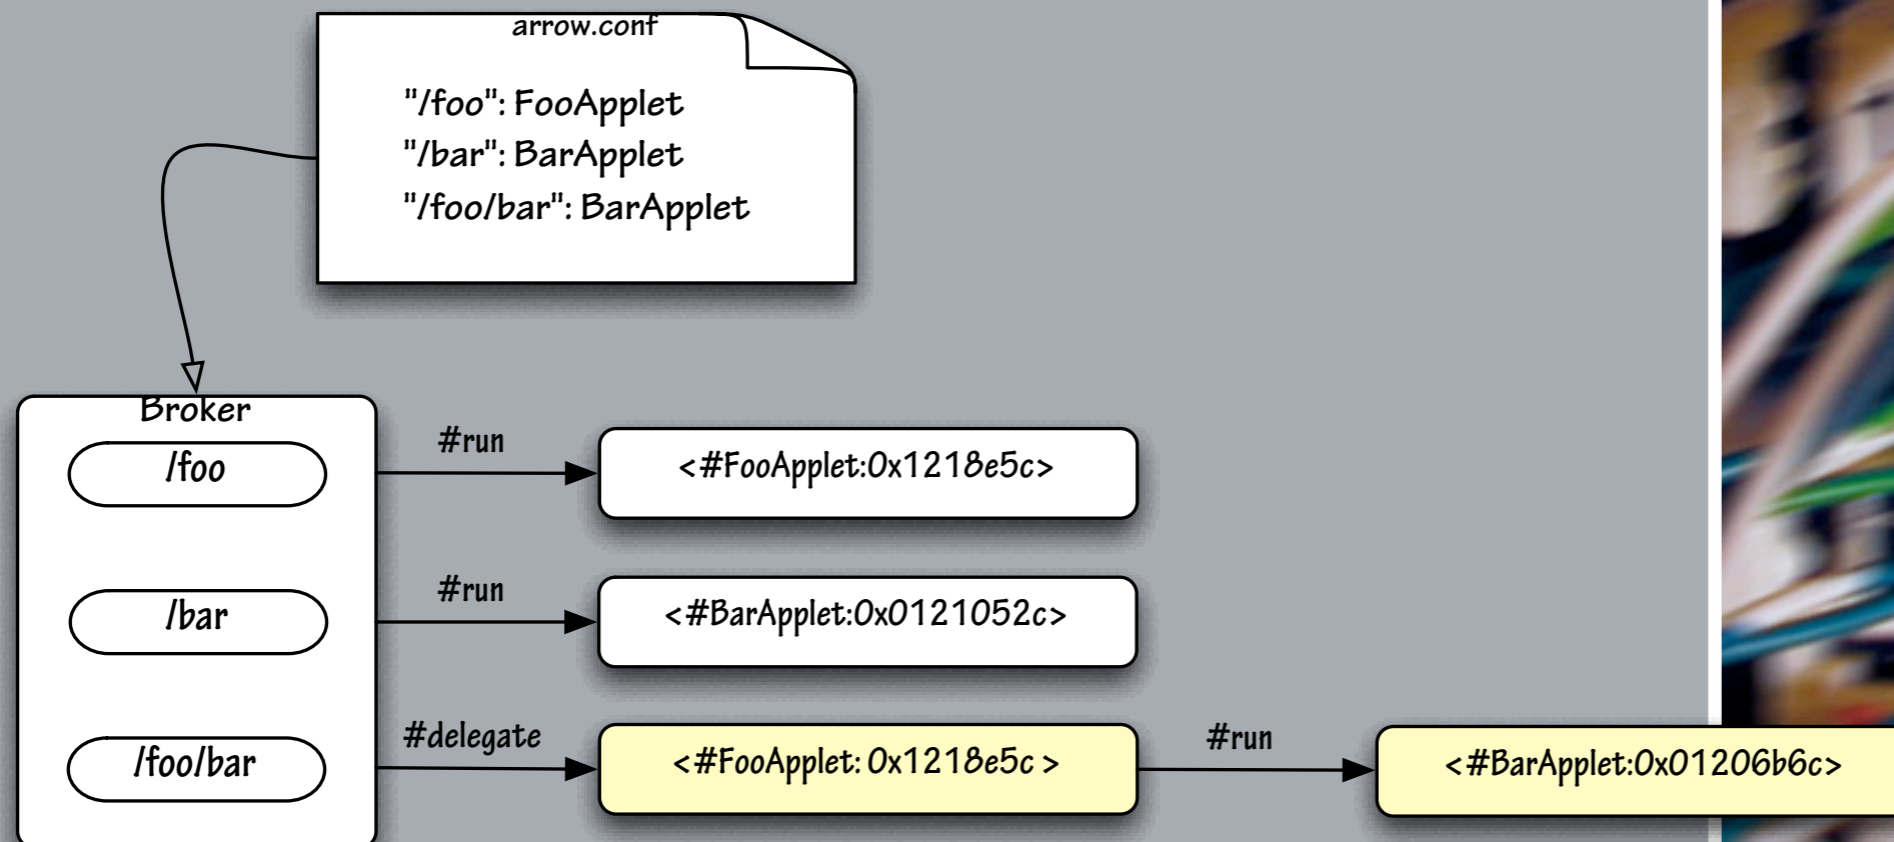 arrow.conf
"/foo": FooApplet
"/bar": BarApplet
"/foo/bar": BarApplet
Broker
/foo
#run
<#FooApplet:0x1218e5c>
/bar
#run
<#BarApplet:0x0121052c>
/foo/bar
#delegate
<#FooApplet: 0x1218e5c >
#run
<#BarApplet:0x01206b6c>